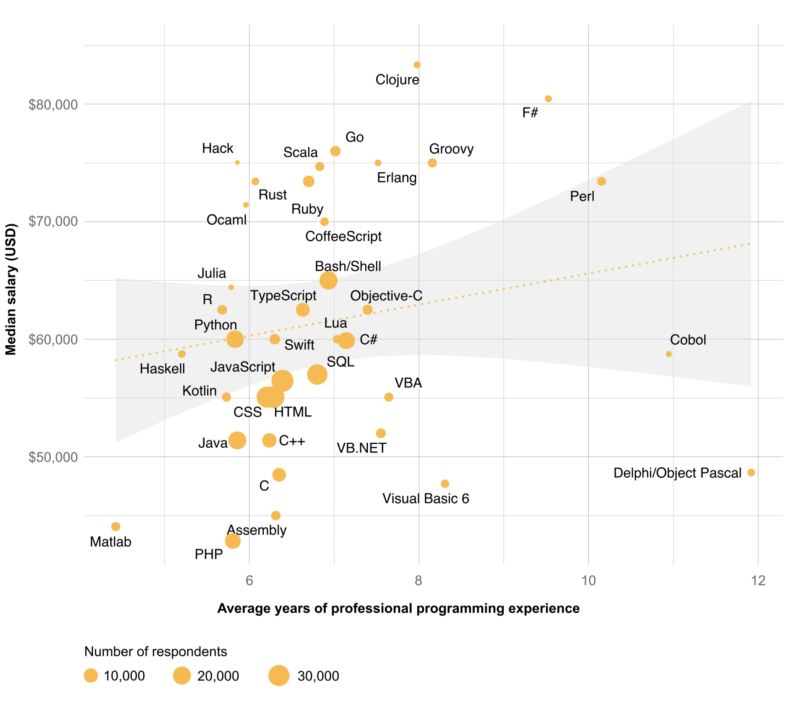 Clojure
$80,000
F#
Go
Hack
Scala
Groovy
Erlang
Rust
Perl
Ruby
Ocaml
$70,000
CoffeeScript
Bash/Shell
Julia
TypeScript
Objective-C
R
Python
Lua
$60,000
Swift
C#
Cobol
Haskell
JavaScript
SQL
Kotlin
VBA
CSS
HTML
Java
C++
VB.NET
$50,000
Delphi/Object Pascal
C
Visual Basic 6
Assembly
Matlab
PHP
Median salary (USD)
6
8
10
12
Average years of professional programming experience
Number of respondents
10,000
20,000
30,000